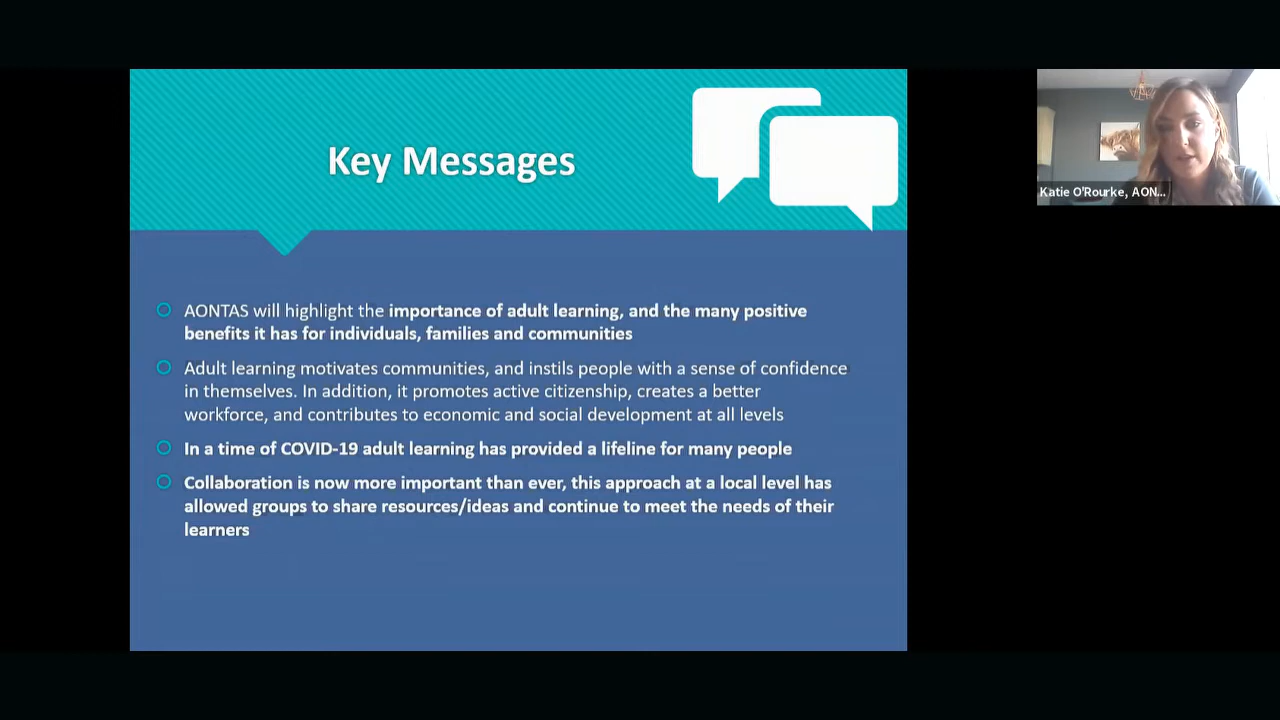 Key Messages
Katie O'Rourke, AON...
AONTAS will highlight the importance of adult learning, and the many positive
benefits it has for individuals, families and communities
Adult learning motivates communities, and instils people with a sense of confidence
in themselves. In addition, it promotes active citizenship, creates a better
workforce, and contributes to economic and social development at all levels
In a time of COVID-19 adult learning has provided a lifeline for many people
Collaboration is now more important than ever, this approach at a local level has
allowed groups to share resources/ideas and continue to meet the needs of their
learners